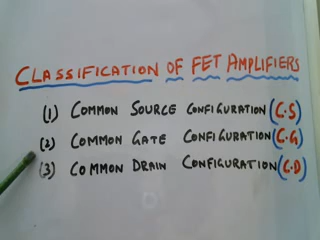 CLASSIFICATION OF FET AMPLIFIERS
(1) COMMON SOURCE CONFIGURATION (C.S)
(2) COMMON GATE CONFIGURATION (C.G)
(3) COMMON DRAIN CONFIGURATION (C.D)